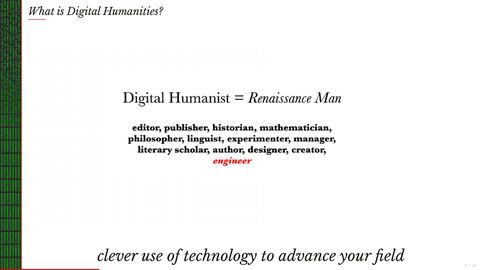 What is Digital Humanities?
Digital Humanist = Renaissance Man
editor, publisher, historian, mathematician,
philosopher, linguist, experimenter, manager,
literary scholar, author, designer, creator,
engineer
clever use of technology to advance your field